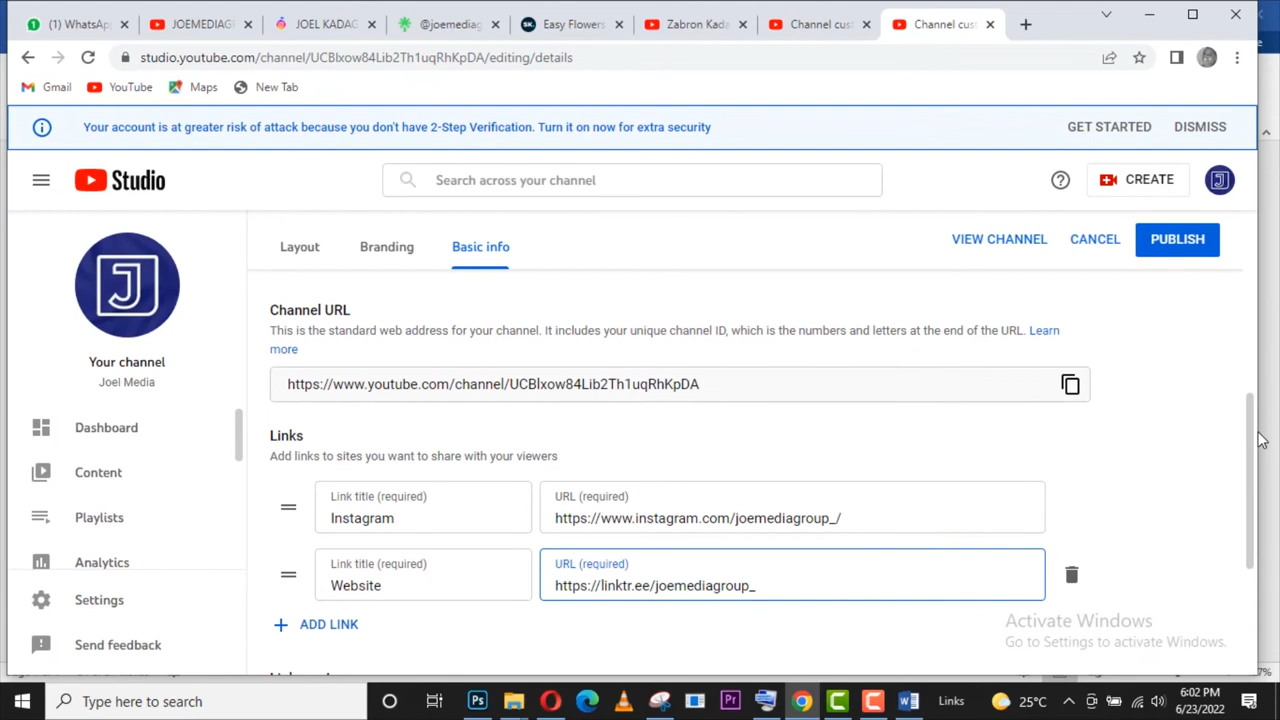 (1) WhatsAp
JOEMEDIAG
JOEL KADAG
@joemediag
Easy Flowers
Zabron Kada
Channel cus
Channel cus
studio.youtube.com/channel/UCBlxow84Lib2Th1uqRhKpDA/editing/details
Gmail
YouTube
Maps
New Tab
Your account is at greater risk of attack because you don't have 2-Step Verification. Turn it on now for extra security
GET STARTED
DISMISS
Studio
Search across your channel
CREATE
Layout
Branding
Basic info
VIEW CHANNEL
CANCEL
PUBLISH
Your channel
Joel Media
Dashboard
Content
Playlists
Analytics
Settings
Send feedback
Channel URL
This is the standard web address for your channel. It includes your unique channel ID, which is the numbers and letters at the end of the URL. Learn
more
https://www.youtube.com/channel/UCBlxow84Lib2Th1uqRhKpDA
Links
Add links to sites you want to share with your viewers
Link title (required)
Instagram
URL (required)
https://www.instagram.com/joemediagroup_/
Link title (required)
Website
URL (required)
https://linktr.ee/joemediagroup_
ADD LINK
Activate Windows
Go to Settings to activate Windows.
Type here to search
Ps
Pr
Links
25°C
6:02 PM
6/23/2022